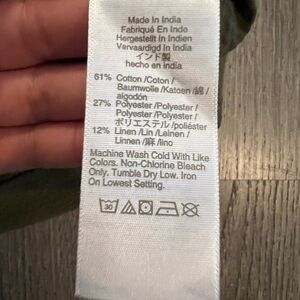 Made In India
Fabriqué En Inde
Hergestellt In Indien
Vervaardigd In India
インド製
hecho en india
61% Cotton /Coton /
Baumwolle /Katoen /綿 /
algodón
27% Polyester /Polyester /
Polyester /Polyester /
ポリエステル /poliéster
12% Linen /Lin /Leinen /
Linnen /麻 /lino
Machine Wash Cold With Like
Colors. Non-Chlorine Bleach
Only. Tumble Dry Low. Iron
On Lowest Setting.
30